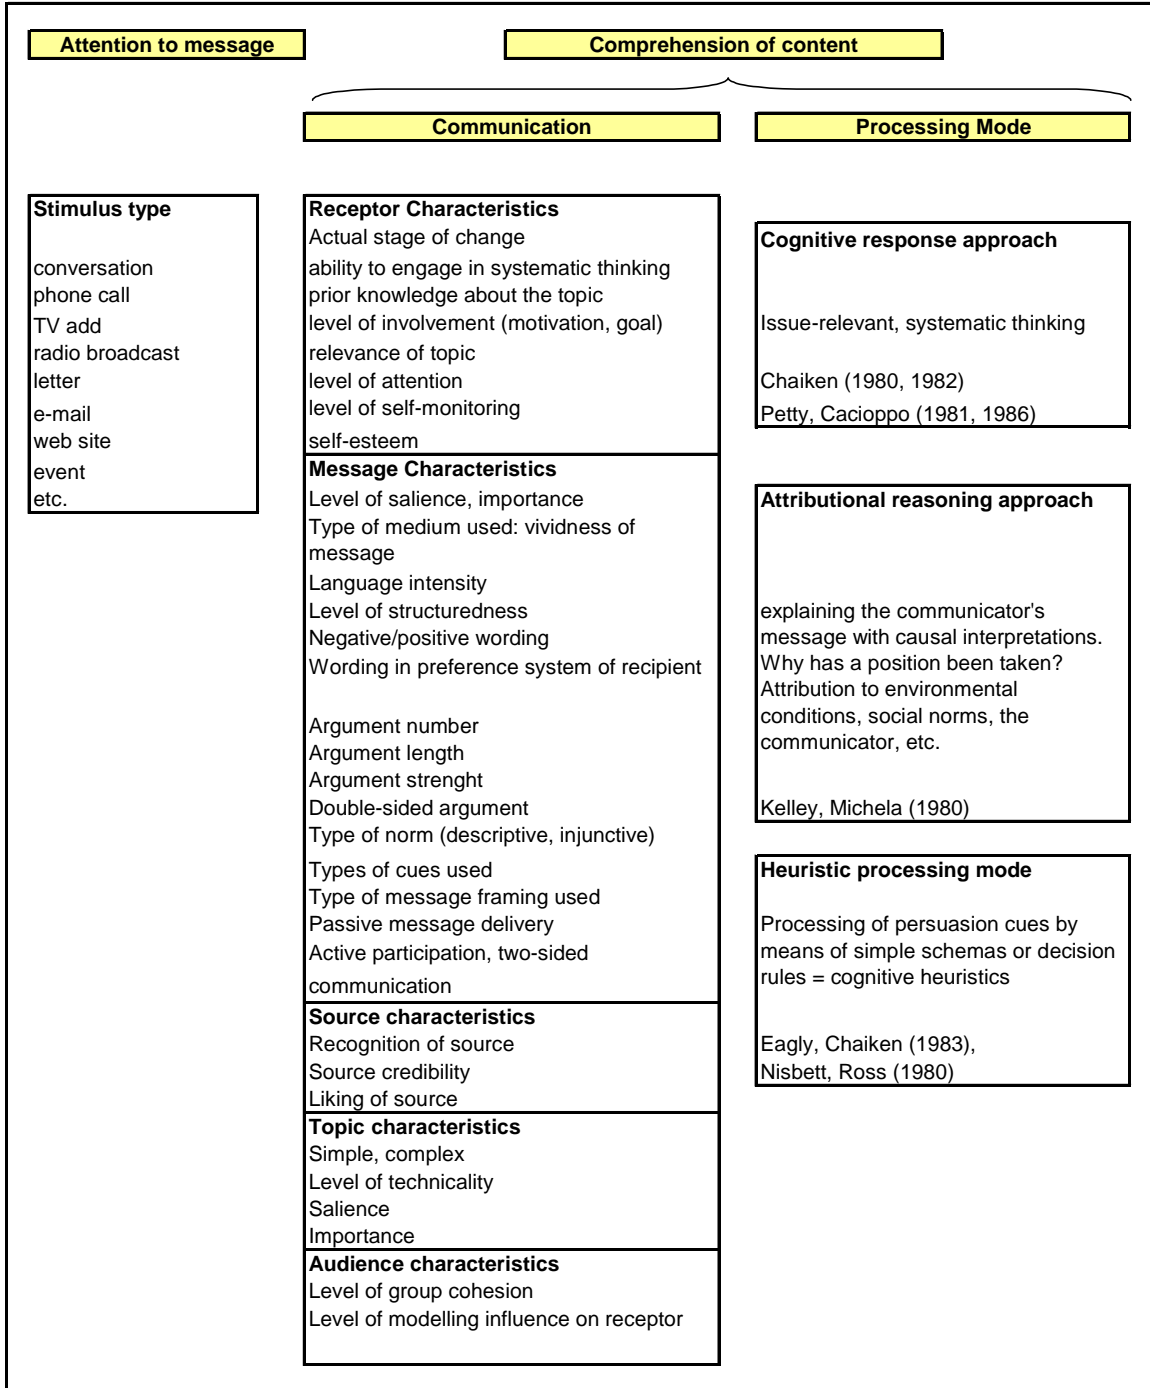 Attention to message
Comprehension of content
Communication
Processing Mode
Stimulus type
conversation
phone call
TV add
radio broadcast
letter
e-mail
web site
event
etc.
Receptor Characteristics
Actual stage of change
ability to engage in systematic thinking
prior knowledge about the topic
level of involvement (motivation, goal)
relevance of topic
level of attention
level of self-monitoring
self-esteem
Message Characteristics
Level of salience, importance
Type of medium used: vividness of
message
Language intensity
Level of structuredness
Negative/positive wording
Wording in preference system of recipient
Argument number
Argument length
Argument strenght
Double-sided argument
Type of norm (descriptive, injunctive)
Types of cues used
Type of message framing used
Passive message delivery
Active participation, two-sided
communication
Source characteristics
Recognition of source
Source credibility
Liking of source
Topic characteristics
Simple, complex
Level of technicality
Salience
Importance
Audience characteristics
Level of group cohesion
Level of modelling influence on receptor
Cognitive response approach
Issue-relevant, systematic thinking
Chaiken (1980, 1982)
Petty, Cacioppo (1981, 1986)
Attributional reasoning approach
explaining the communicator's
message with causal interpretations.
Why has a position been taken?
Attribution to environmental
conditions, social norms, the
communicator, etc.
Kelley, Michela (1980)
Heuristic processing mode
Processing of persuasion cues by
means of simple schemas or decision
rules = cognitive heuristics
Eagly, Chaiken (1983),
Nisbett, Ross (1980)